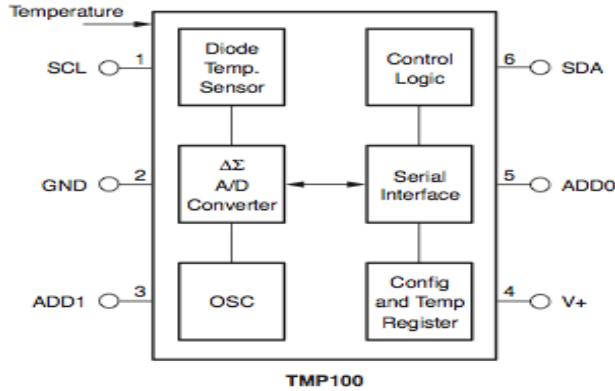 Temperature
Diode
Temp.
Sensor
Control
Logic
SCL
1
6
SDA
ΔΣ
A/D
Converter
Serial
Interface
GND
2
5
ADD0
OSC
Config
and Temp
Register
ADD1
3
4
V+
TMP100